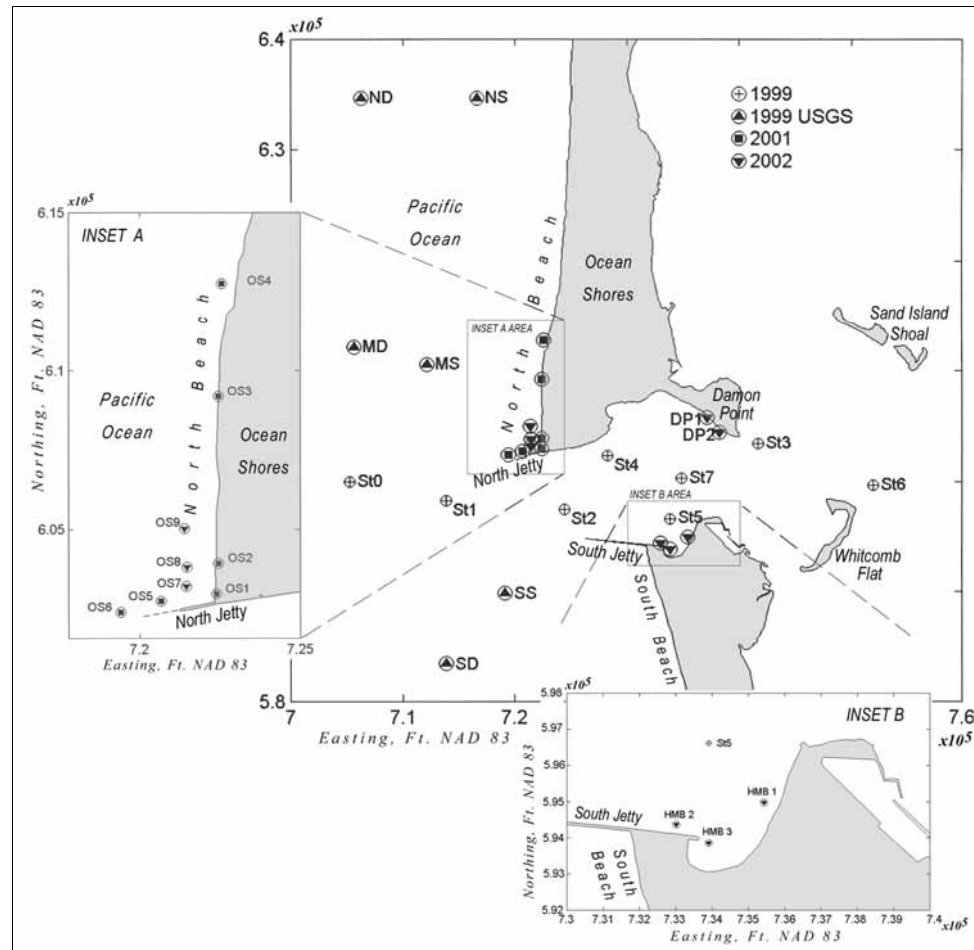 x10⁵
6.4
6.3
5.8
7
7.1
7.2
7.6
x10⁵
Easting, Ft. NAD 83
1999
1999 USGS
2001
2002
ND
NS
Pacific
Ocean
North Beach
Ocean
Shores
Sand Island
Shoal
MD
MS
INSET A AREA
Damon
Point
DP1
DP2
St3
North Jetty
St4
St0
St1
St7
St6
St2
INSET B AREA
St5
South Jetty
Whitcomb
Flat
SS
South Beach
SD
x10⁵
6.15
6.10
6.05
Northing, Ft. NAD 83
INSET A
OS4
North Beach
OS3
Pacific
Ocean
Ocean
Shores
OS9
OS8
OS2
OS7
OS1
OS5
OS6
North Jetty
7.2
7.25
Easting, Ft. NAD 83
x10⁵
5.98
5.97
5.96
5.95
5.94
5.93
5.92
Northing, Ft. NAD 83
INSET B
St5
HMB 1
HMB 2
HMB 3
South Jetty
South
Beach
7.3
7.31
7.32
7.33
7.34
7.35
7.36
7.37
7.38
7.39
7.4
x10⁵
Easting, Ft. NAD 83